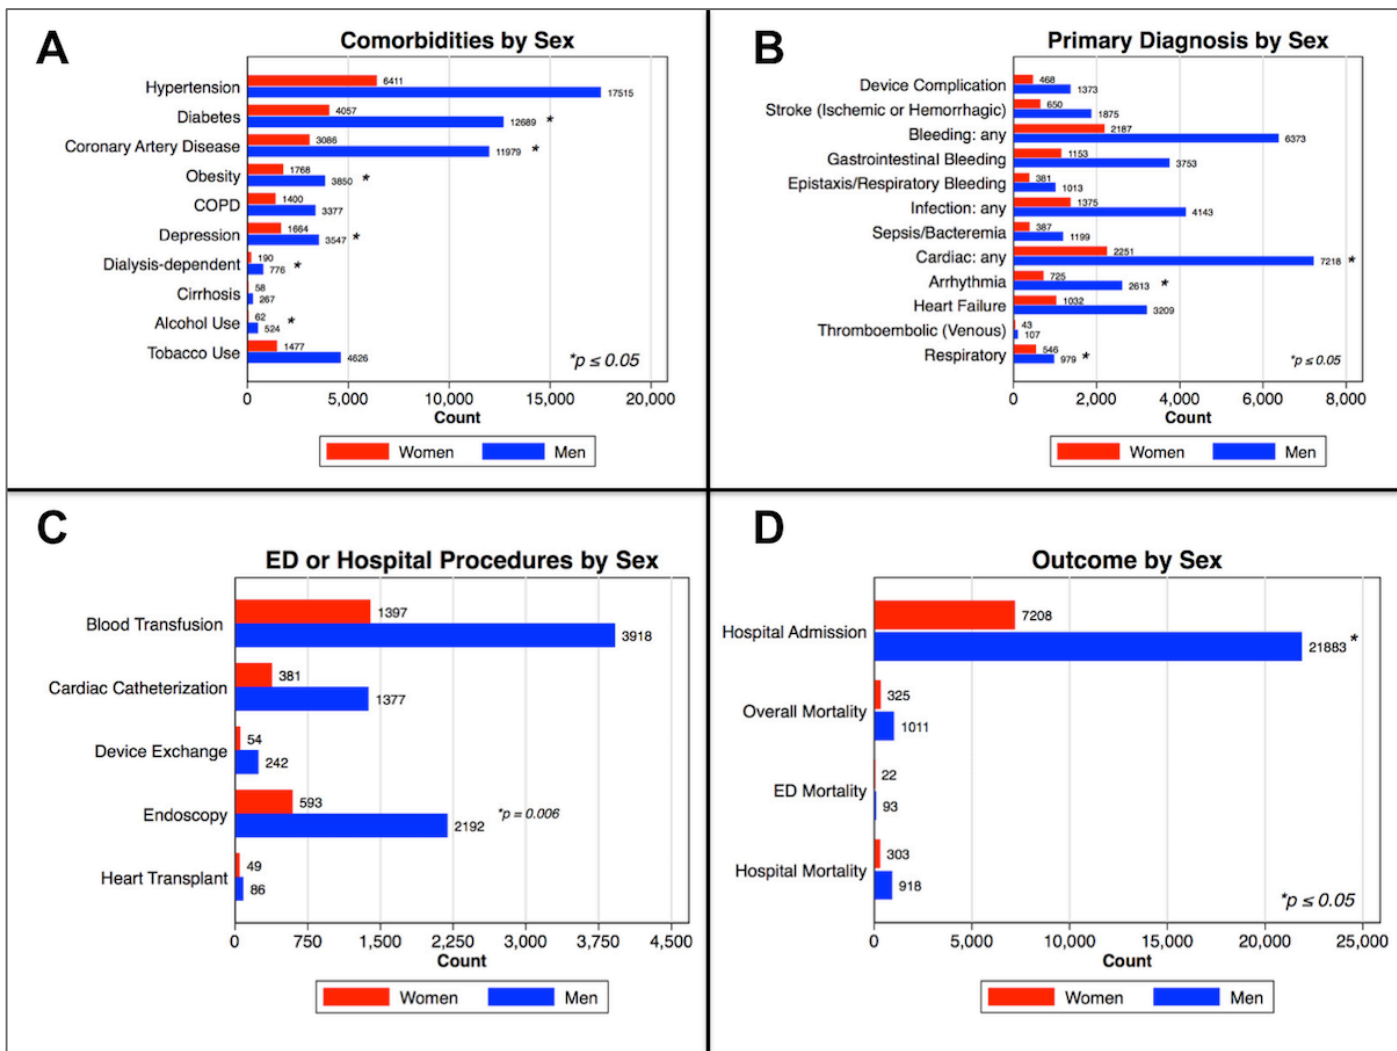 A
Comorbidities by Sex
Hypertension
6411
17515
Diabetes
4057
12689 *
Coronary Artery Disease
3086
11979 *
Obesity
1768
3850 *
COPD
1400
3377
Depression
1664
3547 *
Dialysis-dependent
190
776 *
Cirrhosis
58
267
Alcohol Use
62
524 *
Tobacco Use
1477
4626
*p ≤ 0.05
0 5,000 10,000 15,000 20,000
Count
Women Men
B
Primary Diagnosis by Sex
Device Complication
468
1373
Stroke (Ischemic or Hemorrhagic)
650
1875
Bleeding: any
2187
6373
Gastrointestinal Bleeding
1153
3753
Epistaxis/Respiratory Bleeding
381
1013
Infection: any
1375
4143
Sepsis/Bacteremia
387
1199
Cardiac: any
2251
7218 *
Arrhythmia
725
2613 *
Heart Failure
1032
3209
Thromboembolic (Venous)
43
107
Respiratory
546
979 *
*p ≤ 0.05
0 2,000 4,000 6,000 8,000
Count
Women Men
C
ED or Hospital Procedures by Sex
Blood Transfusion
1397
3918
Cardiac Catheterization
381
1377
Device Exchange
54
242
Endoscopy
593
2192
*p = 0.006
Heart Transplant
49
86
0 750 1,500 2,250 3,000 3,750 4,500
Count
Women Men
D
Outcome by Sex
Hospital Admission
7208
21883 *
Overall Mortality
325
1011
ED Mortality
22
93
Hospital Mortality
303
918
*p ≤ 0.05
0 5,000 10,000 15,000 20,000 25,000
Count
Women Men